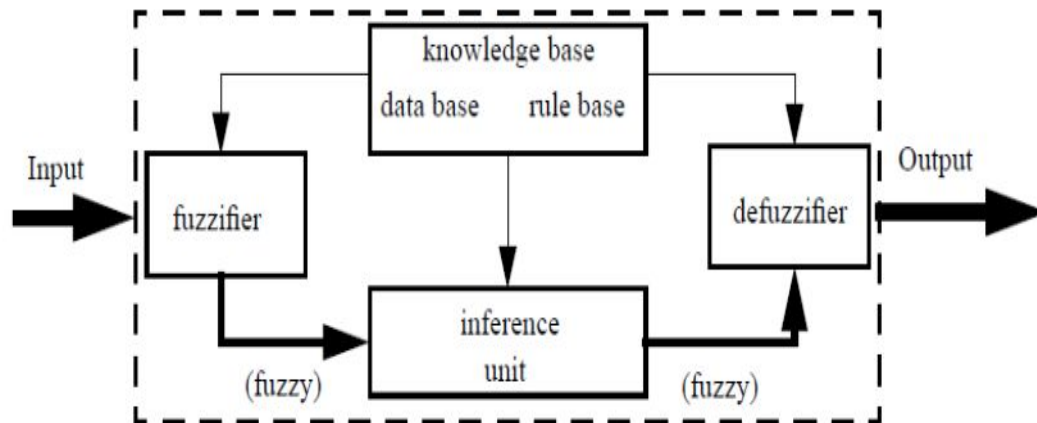 knowledge base
data base rule base
Input
Output
fuzzifier
defuzzifier
inference
unit
(fuzzy)
(fuzzy)